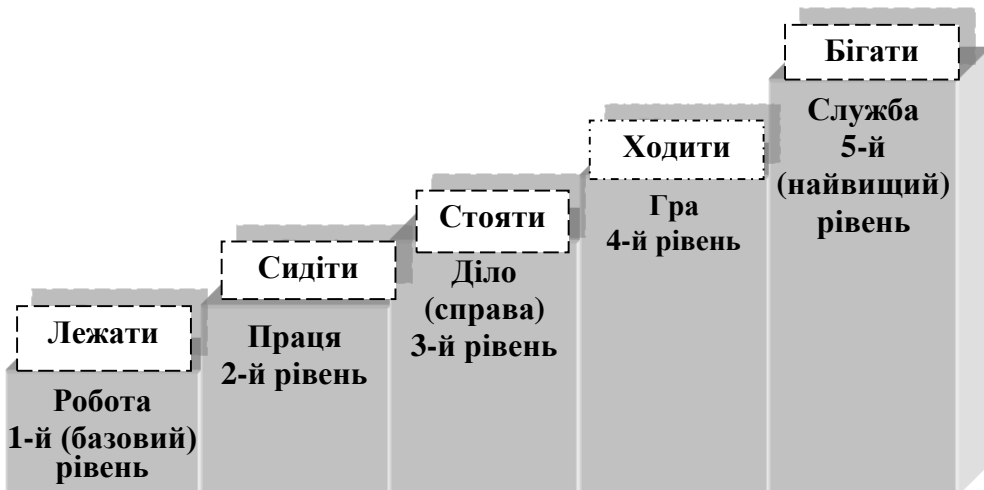 Лежати
Робота
1-й (базовий)
рівень
Сидіти
Праця
2-й рівень
Стояти
Діло
(справа)
3-й рівень
Ходити
Гра
4-й рівень
Бігати
Служба
5-й
(найвищий)
рівень